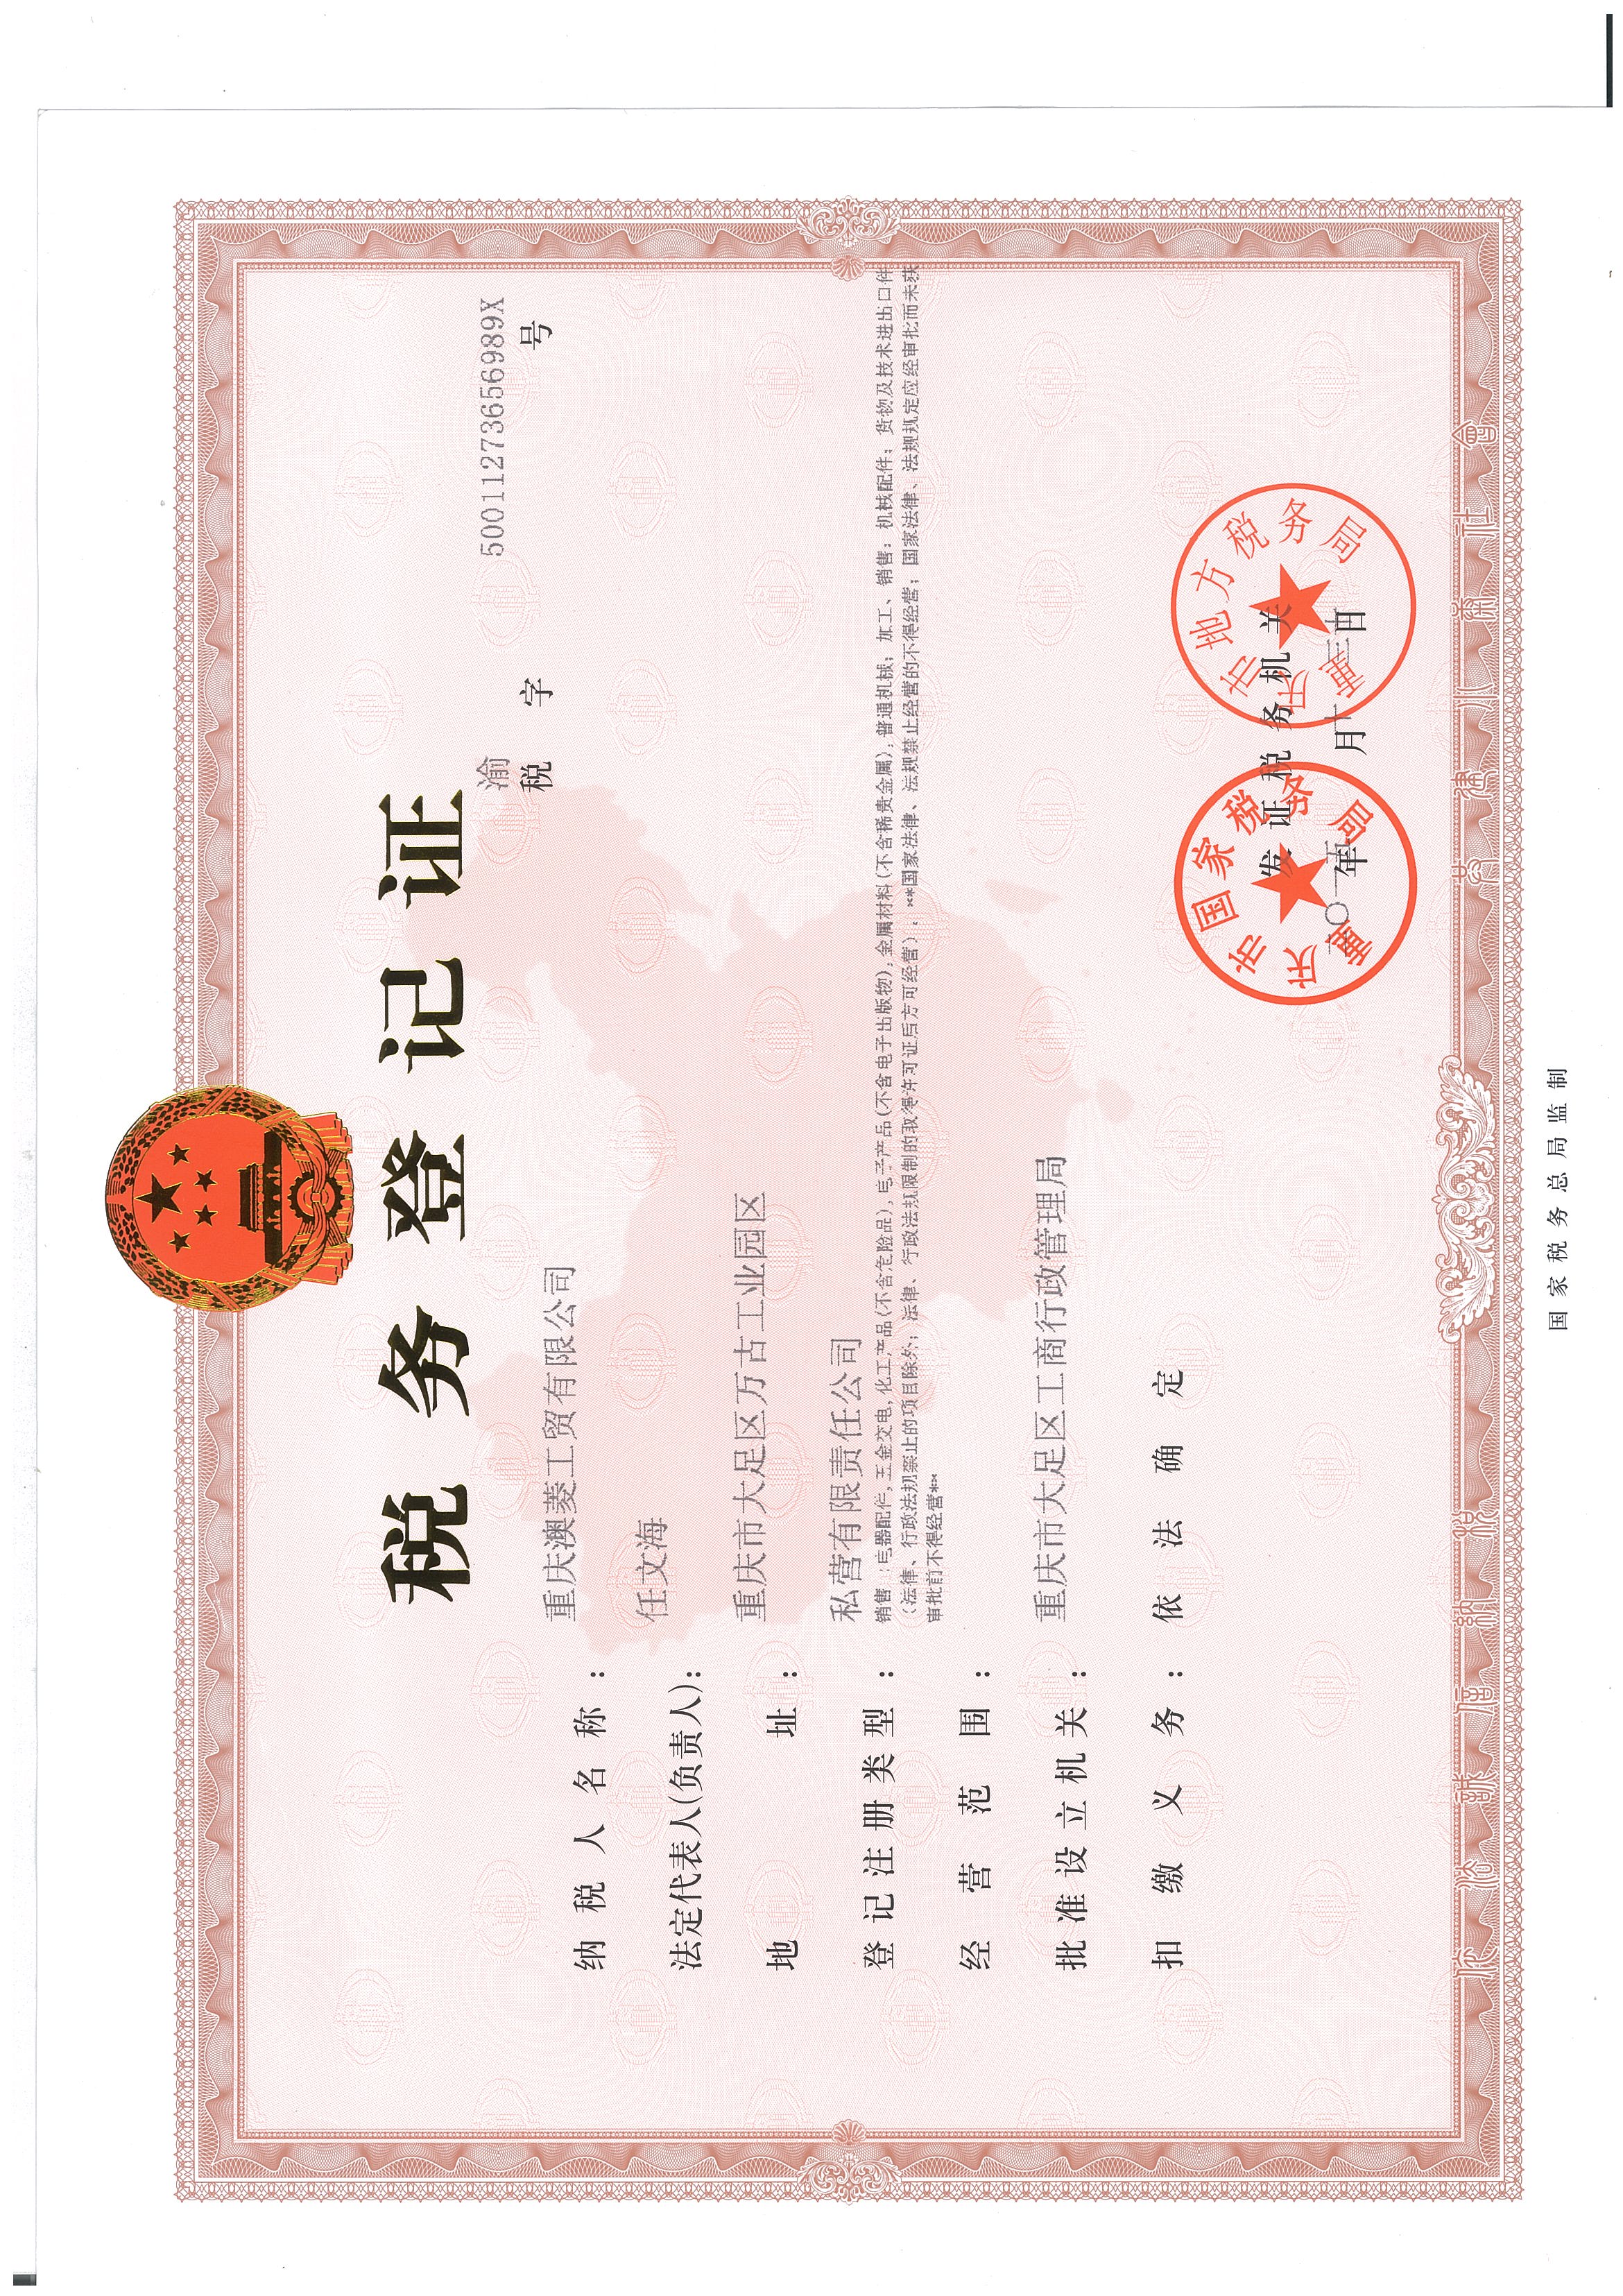 税务登记证
渝
500112736566989X
税 字 号
纳税人名称：重庆澳菱工贸有限公司
法定代表人(负责人)：任文海
地址：重庆市大足区万古工业园区
登记注册类型：私营有限责任公司
经营范围：
销售：电器配件,五金交电,化工产品(不含危险品),电子产品(不含电子出版物),金属材料(不含稀贵金属),普通机械；加工、销售：机械配件；货物及技术进出口件
(法律、行政法规禁止的项目除外；法律、行政法规限制的取得许可证后方可经营)。**国家法律、法规禁止经营的不得经营；国家法律、法规规定应经审批而未获
审批前不得经营**
批准设立机关：重庆市大足区工商行政管理局
扣缴义务：依法确定
发证税务机关
年 月 日
重庆市国家税务局
重庆市地方税务局
国家税务总局监制